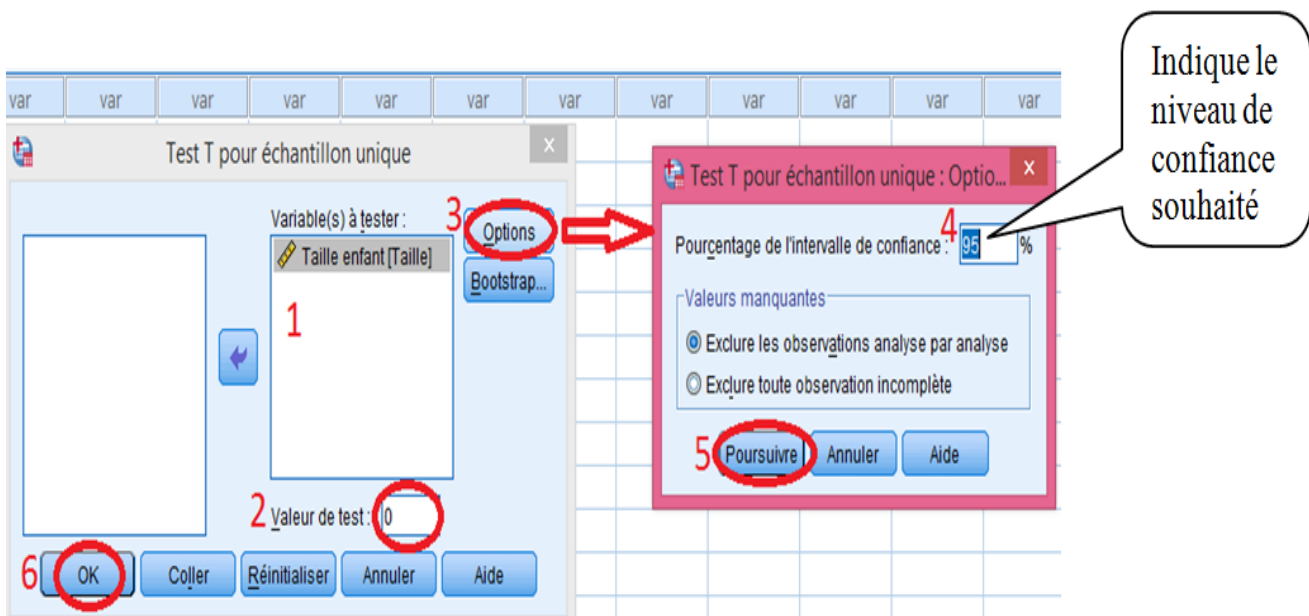 Indique le
niveau de
confiance
souhaité
var var var var var var var var var var var var
Test T pour échantillon unique
x
Variable(s) à tester :
3 Options
Taille enfant [Taille]
Bootstrap...
1
2 Valeur de test : 0
6 OK Coller Réinitialiser Annuler Aide
Test T pour échantillon unique : Optio... x
4
Pourcentage de l'intervalle de confiance : 95 %
Valeurs manquantes
Exclure les observations analyse par analyse
Exclure toute observation incomplète
5 Poursuivre Annuler Aide